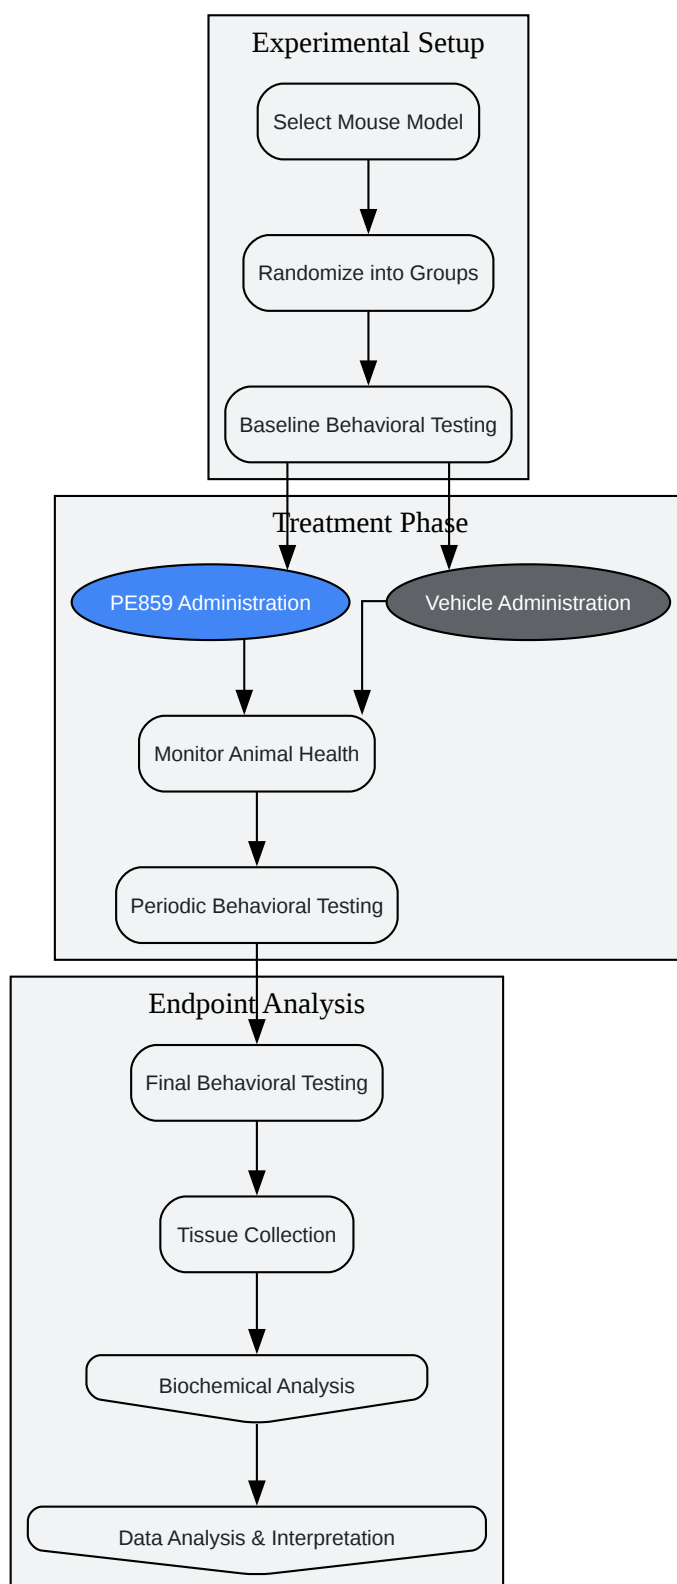 Experimental Setup
Select Mouse Model
Randomize into Groups
Baseline Behavioral Testing
Treatment Phase
PE859 Administration
Vehicle Administration
Monitor Animal Health
Periodic Behavioral Testing
Endpoint Analysis
Final Behavioral Testing
Tissue Collection
Biochemical Analysis
Data Analysis & Interpretation